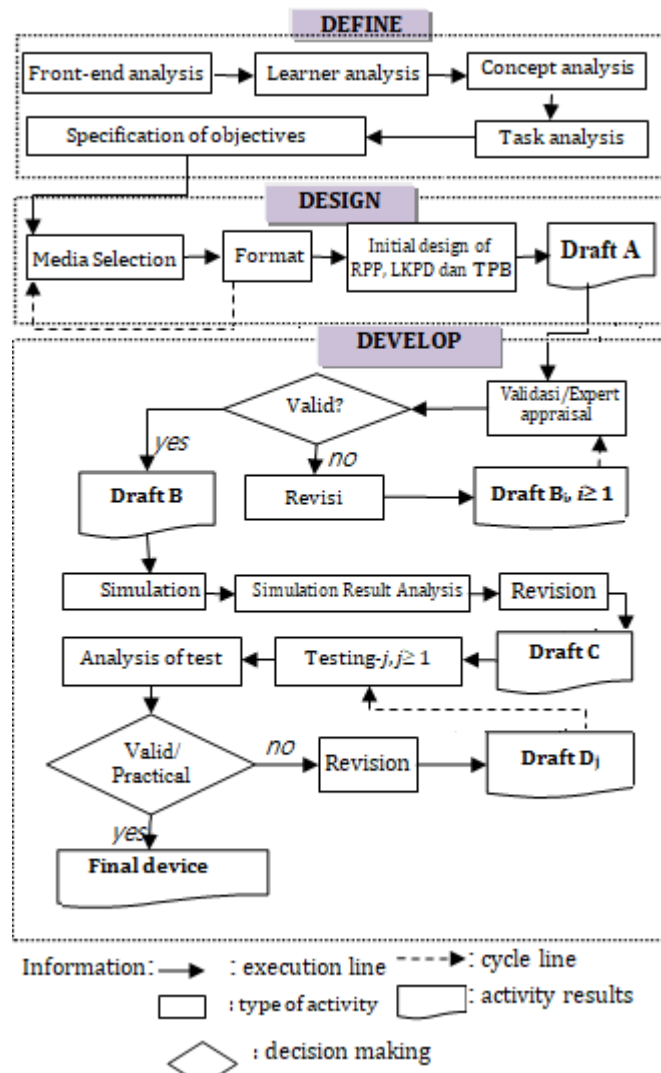 DEFINE
Front-end analysis
Learner analysis
Concept analysis
Specification of objectives
Task analysis
DESIGN
Media Selection
Format
Initial design of
RPP, LKPD dan TPB
Draft A
DEVELOP
Validasi/Expert
appraisal
Valid?
yes
no
Draft B
Revisi
Draft Bᵢ, i≥ 1
Simulation
Simulation Result Analysis
Revision
Analysis of test
Testing-j, j≥ 1
Draft C
Valid/
Practical
no
Revision
Draft Dⱼ
yes
Final device
Information: : execution line : cycle line
: type of activity : activity results
: decision making